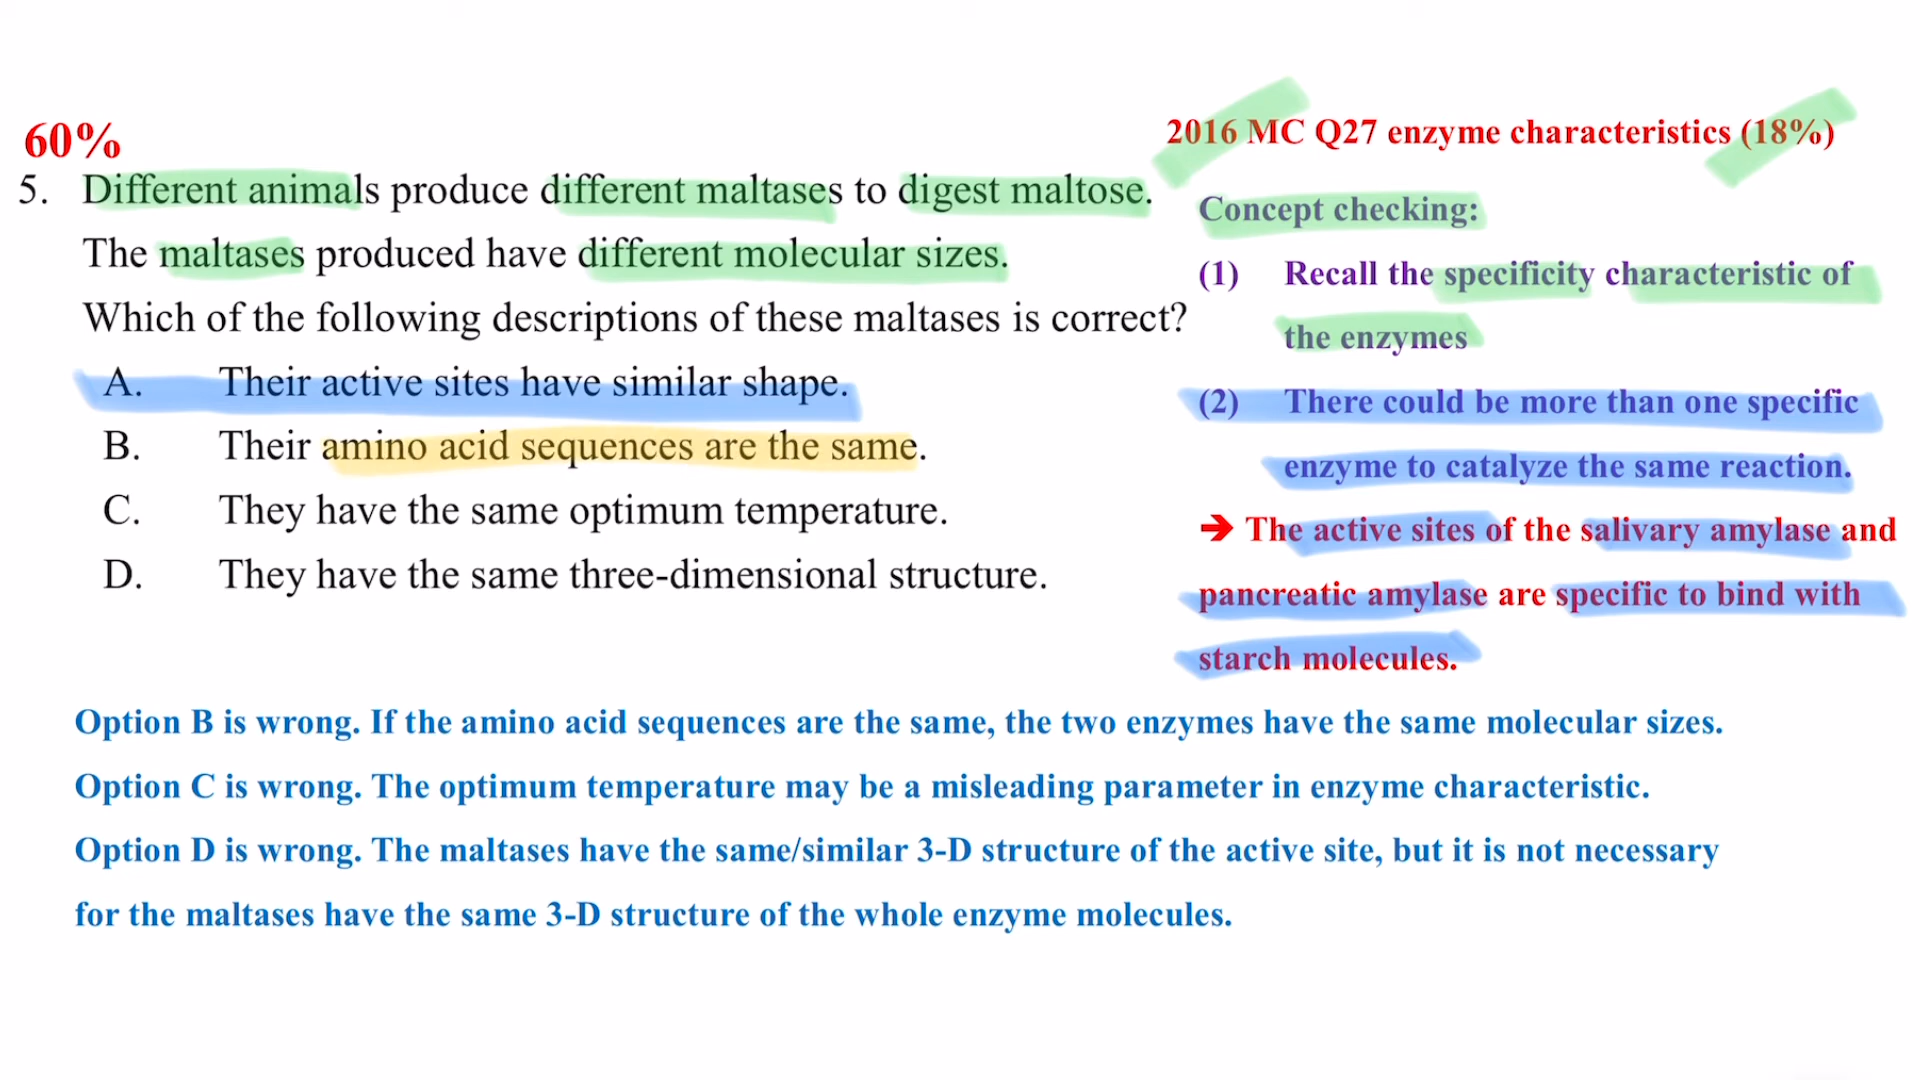 60%
5. Different animals produce different maltases to digest maltose.
The maltases produced have different molecular sizes.
Which of the following descriptions of these maltases is correct?
A. Their active sites have similar shape.
B. Their amino acid sequences are the same.
C. They have the same optimum temperature.
D. They have the same three-dimensional structure.
2016 MC Q27 enzyme characteristics (18%)
Concept checking:
(1) Recall the specificity characteristic of
the enzymes
(2) There could be more than one specific
enzyme to catalyze the same reaction.
➔ The active sites of the salivary amylase and
pancreatic amylase are specific to bind with
starch molecules.
Option B is wrong. If the amino acid sequences are the same, the two enzymes have the same molecular sizes.
Option C is wrong. The optimum temperature may be a misleading parameter in enzyme characteristic.
Option D is wrong. The maltases have the same/similar 3-D structure of the active site, but it is not necessary
for the maltases have the same 3-D structure of the whole enzyme molecules.